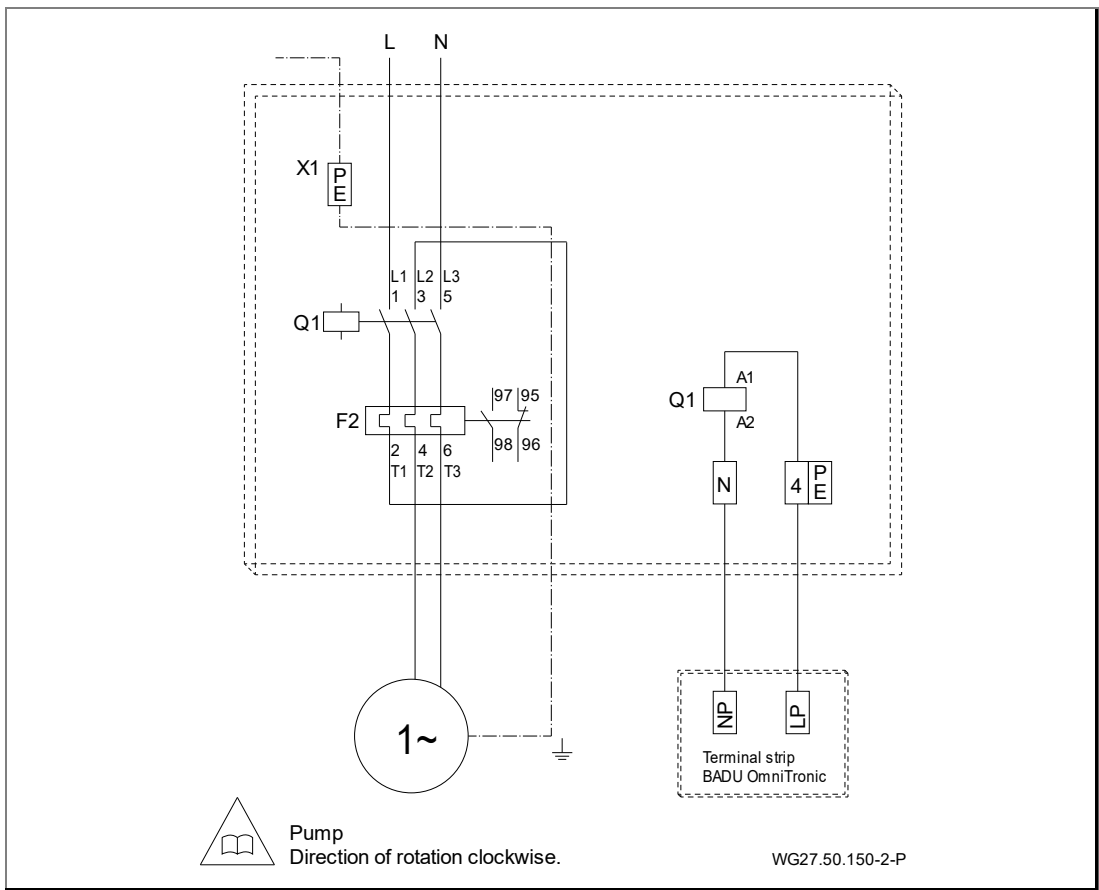 L N
X1
P
E
L1 L2 L3
1 3 5
Q1
97 95
F2
98 96
2 4 6
T1 T2 T3
A1
Q1
A2
N
4
P
E
1~
NP
LP
Terminal strip
BADU OmniTronic
Pump
Direction of rotation clockwise.
WG27.50.150-2-P